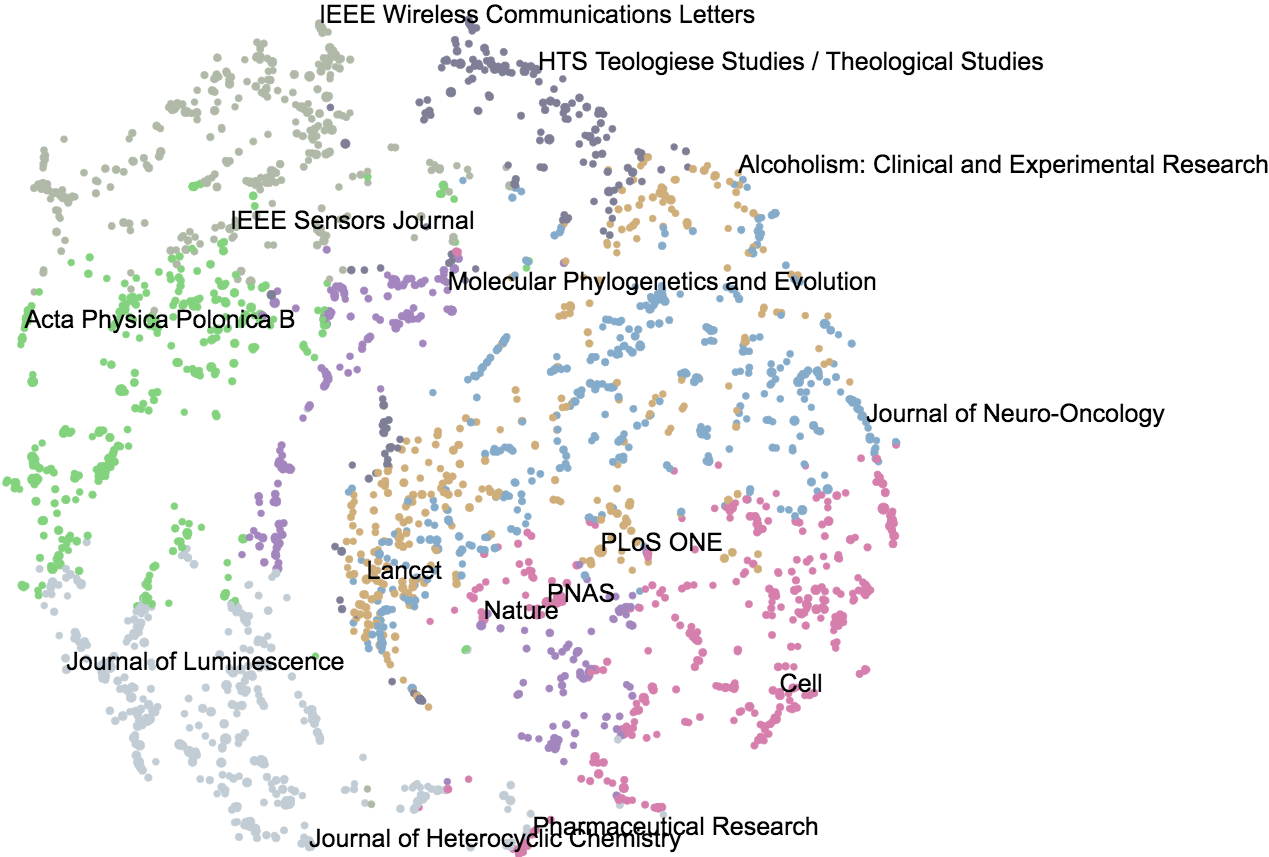 IEEE Wireless Communications Letters
HTS Teologiese Studies / Theological Studies
Alcoholism: Clinical and Experimental Research
IEEE Sensors Journal
Molecular Phylogenetics and Evolution
Acta Physica Polonica B
Journal of Neuro-Oncology
PLoS ONE
Lancet
PNAS
Nature
Journal of Luminescence
Cell
Pharmaceutical Research
Journal of Heterocyclic Chemistry